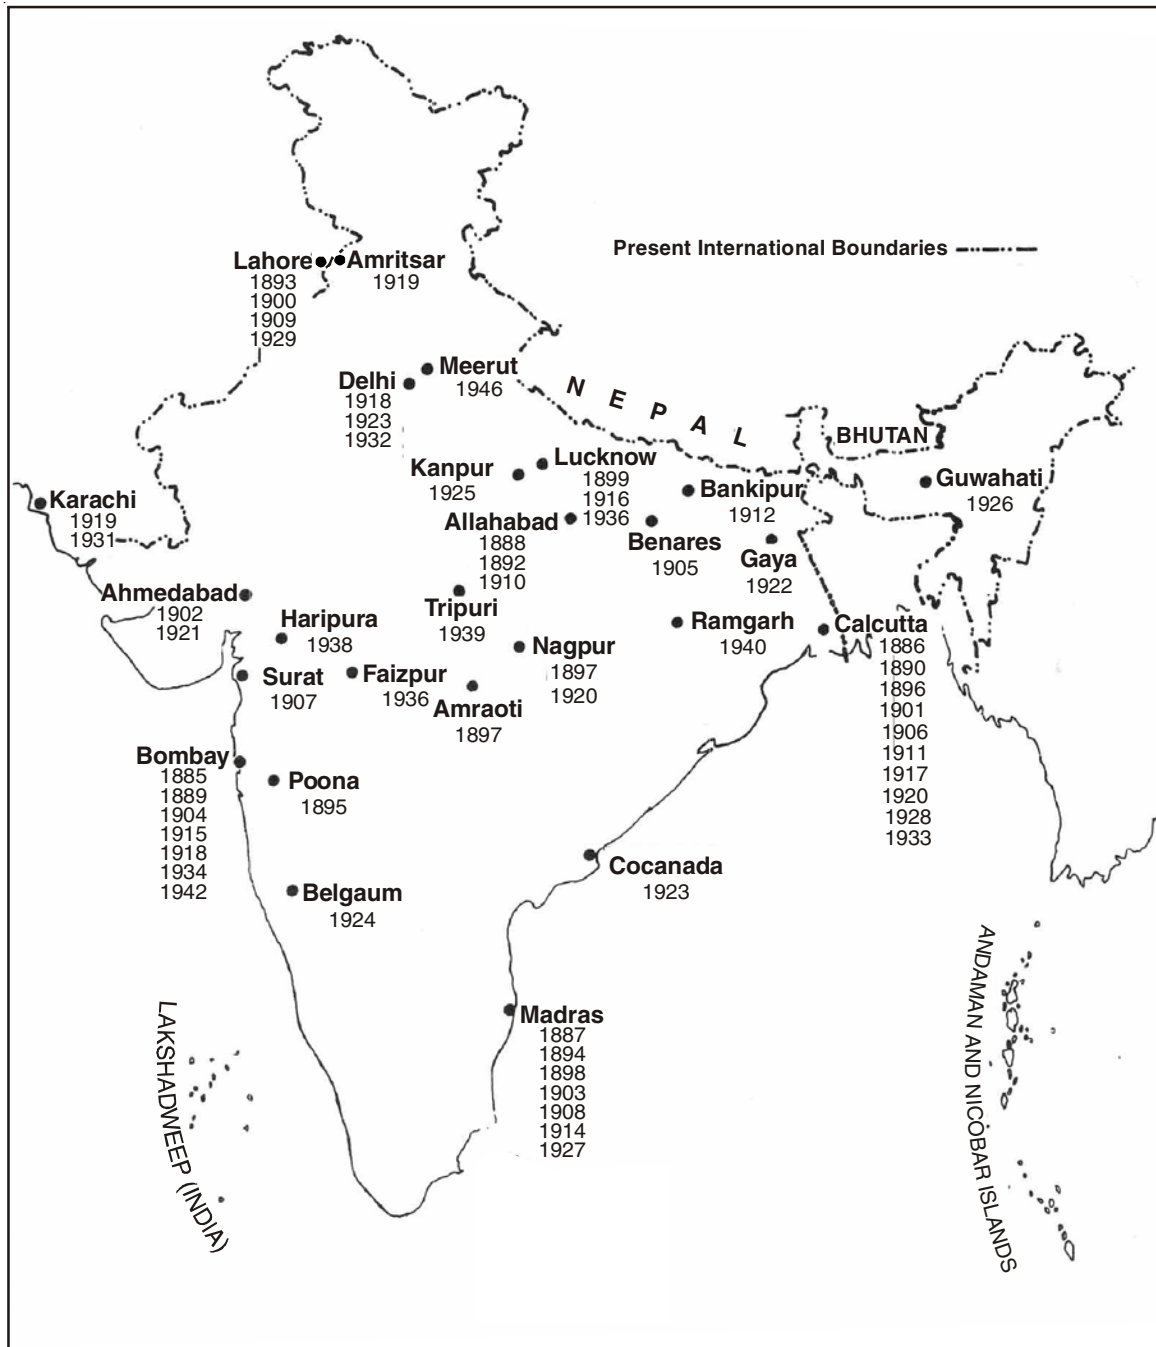 Present International Boundaries
Lahore
1893
1900
1909
1929
Amritsar
1919
Meerut
1946
Delhi
1918
1923
1932
NEPAL
BHUTAN
Kanpur
1925
Lucknow
1899
1916
1936
Bankipur
1912
Guwahati
1926
Karachi
1919
1931
Allahabad
1888
1892
1910
Benares
1905
Gaya
1922
Ahmedabad
1902
1921
Haripura
1938
Tripuri
1939
Ramgarh
1940
Calcutta
1886
1890
1896
1901
1906
1911
1917
1920
1928
1933
Nagpur
1897
1920
Surat
1907
Faizpur
1936
Amraoti
1897
Bombay
1885
1889
1904
1915
1918
1934
1942
Poona
1895
Cocanada
1923
Belgaum
1924
Madras
1887
1894
1898
1903
1908
1914
1927
LAKSHADWEEP (INDIA)
ANDAMAN AND NICOBAR ISLANDS